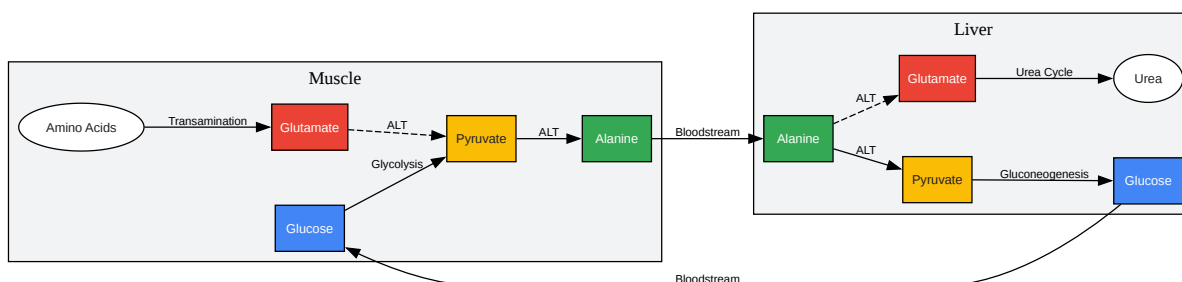 Muscle
Amino Acids
Transamination
Glutamate
ALT
Glycolysis
Pyruvate
ALT
Alanine
Glucose
Bloodstream
Liver
Alanine
ALT
Glutamate
Urea Cycle
Urea
ALT
Pyruvate
Gluconeogenesis
Glucose
Bloodstream